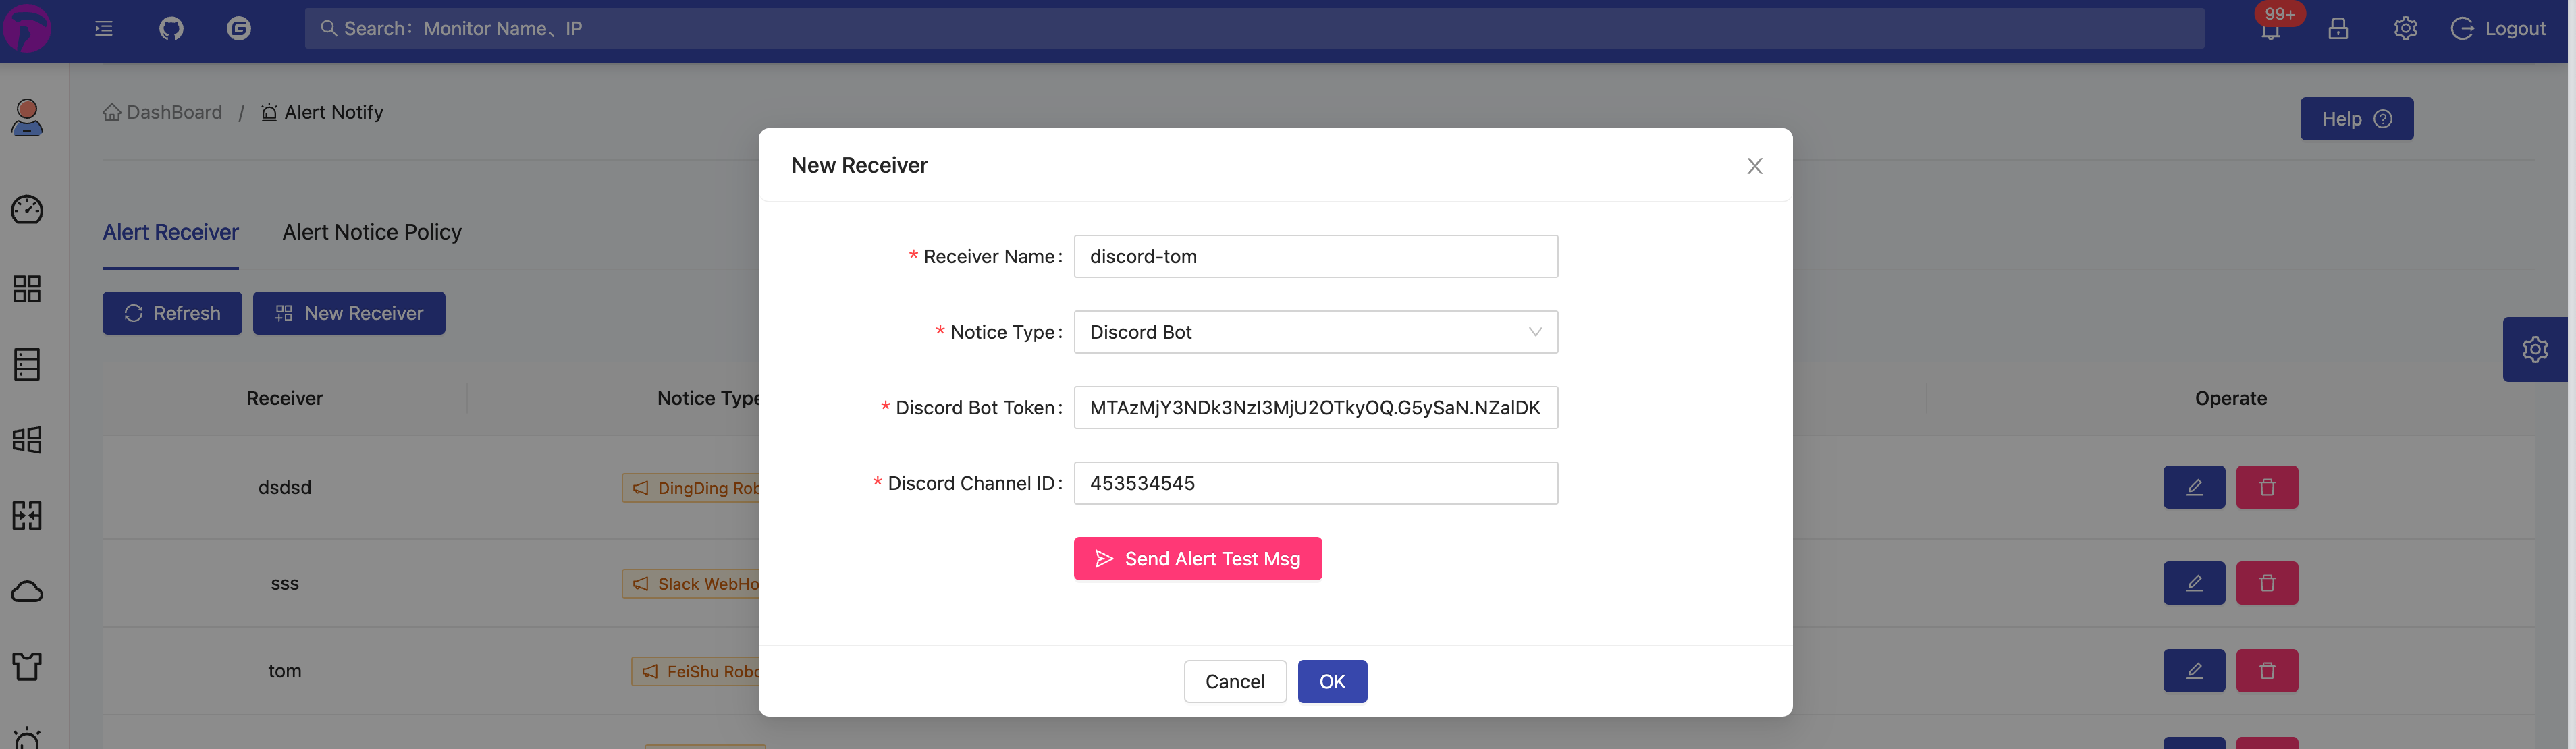 Search: Monitor Name、IP
99+
Logout
DashBoard / Alert Notify
Help
Alert Receiver
Alert Notice Policy
Refresh
New Receiver
Receiver
Notice Type
Operate
dsdsd
DingDing Rob
sss
Slack WebHo
tom
FeiShu Robo
New Receiver
* Receiver Name:
discord-tom
* Notice Type:
Discord Bot
* Discord Bot Token:
MTAzMjY3NDk3NzI3MjU2OTkyOQ.G5ySaN.NZalDK
* Discord Channel ID:
453534545
Send Alert Test Msg
Cancel
OK